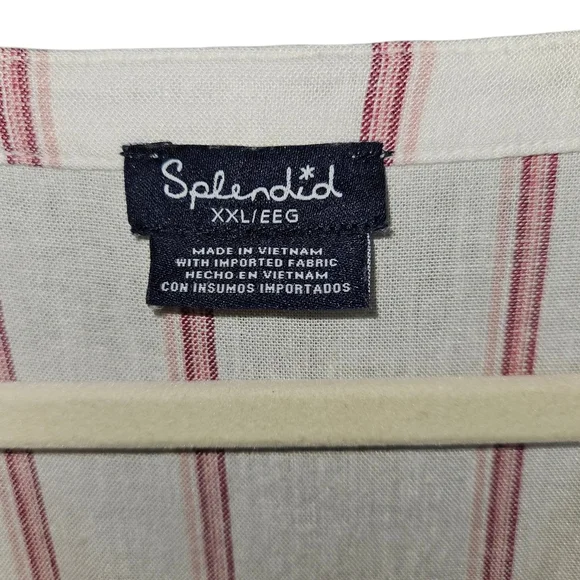 Splendid
XXL/EEG
MADE IN VIETNAM
WITH IMPORTED FABRIC
HECHO EN VIETNAM
CON INSUMOS IMPORTADOS